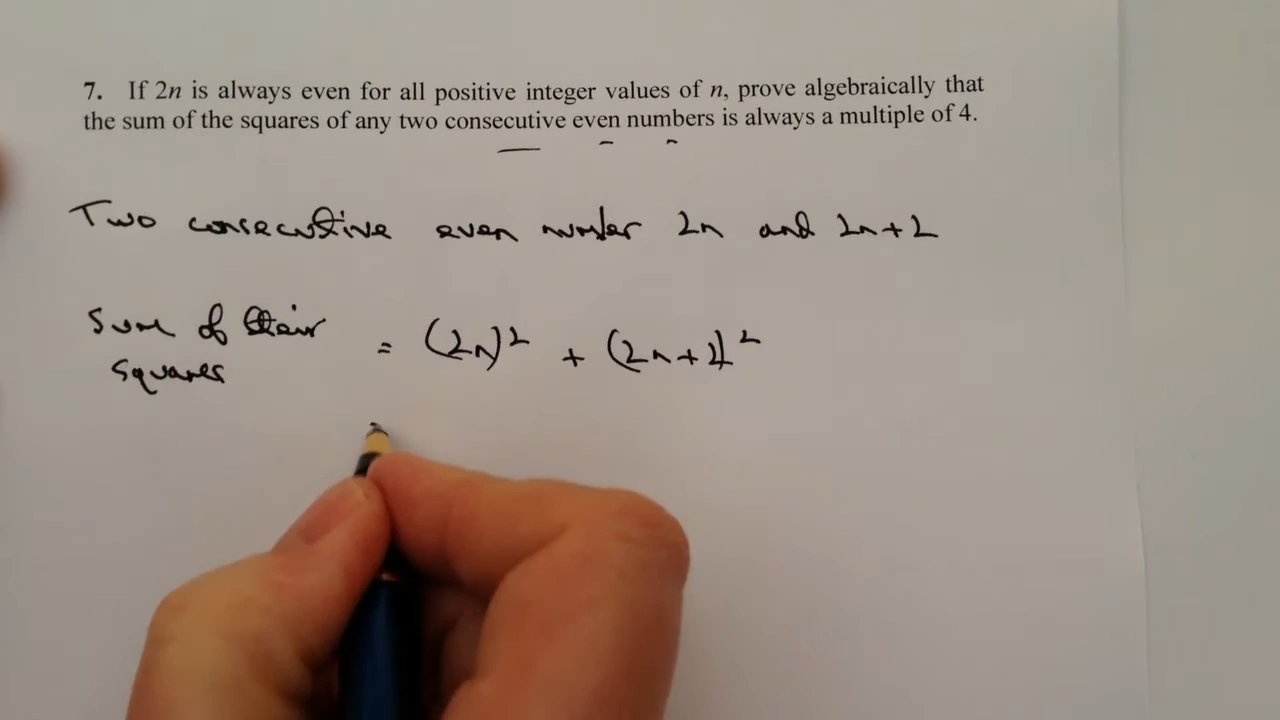 7. If 2n is always even for all positive integer values of n, prove algebraically that
the sum of the squares of any two consecutive even numbers is always a multiple of 4.
Two consecutive even number 2n and 2n+2
Sum of their = (2n)² + (2n+2)²
squares